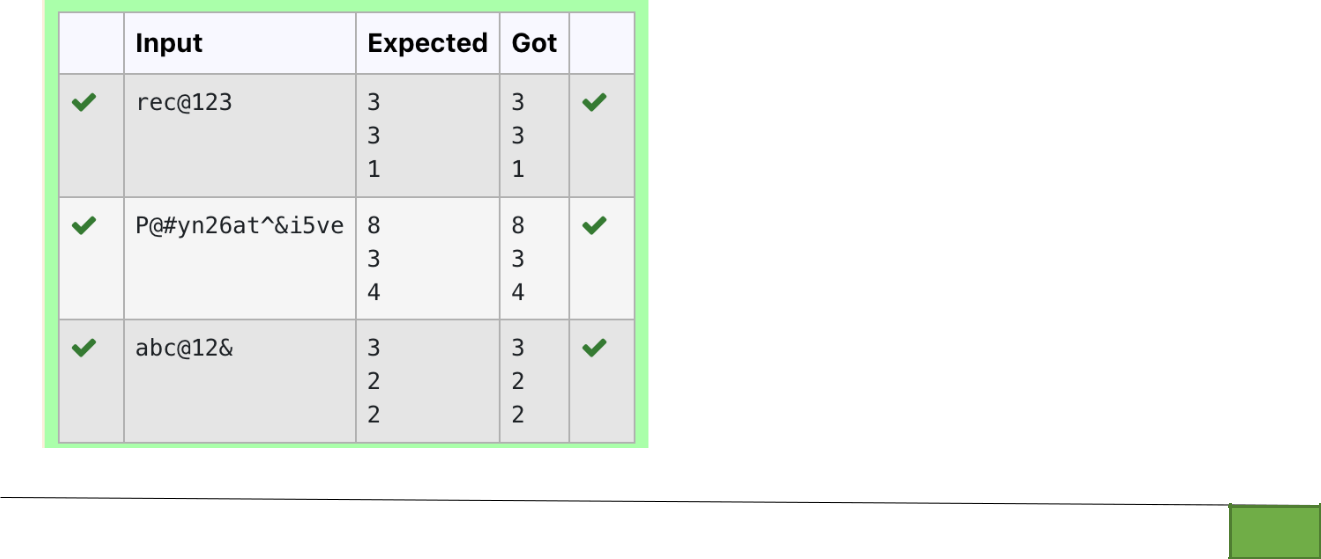 Input Expected Got
rec@123 3 3
3 3
1 1
P@#yn26at^&i5ve 8 8
3 3
4 4
abc@12& 3 3
2 2
2 2